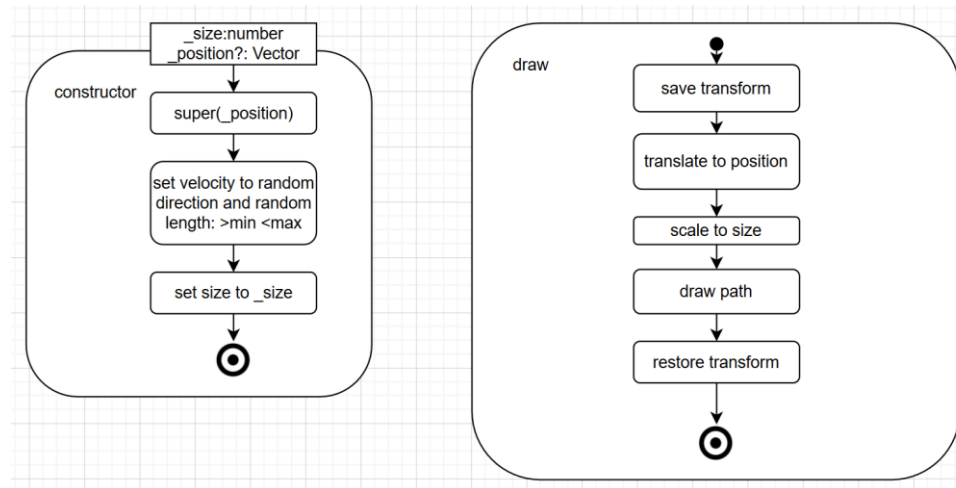 _size:number
_position?: Vector
constructor
super(_position)
set velocity to random
direction and random
length: >min <max
set size to _size
draw
save transform
translate to position
scale to size
draw path
restore transform